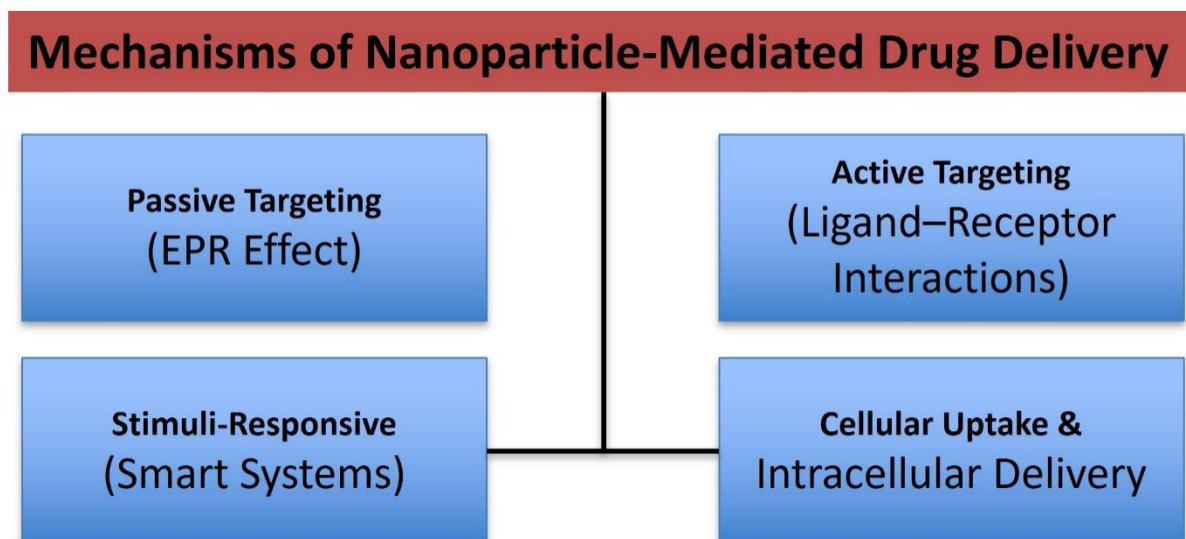 Mechanisms of Nanoparticle-Mediated Drug Delivery
Passive Targeting
(EPR Effect)
Active Targeting
(Ligand–Receptor
Interactions)
Stimuli-Responsive
(Smart Systems)
Cellular Uptake &
Intracellular Delivery